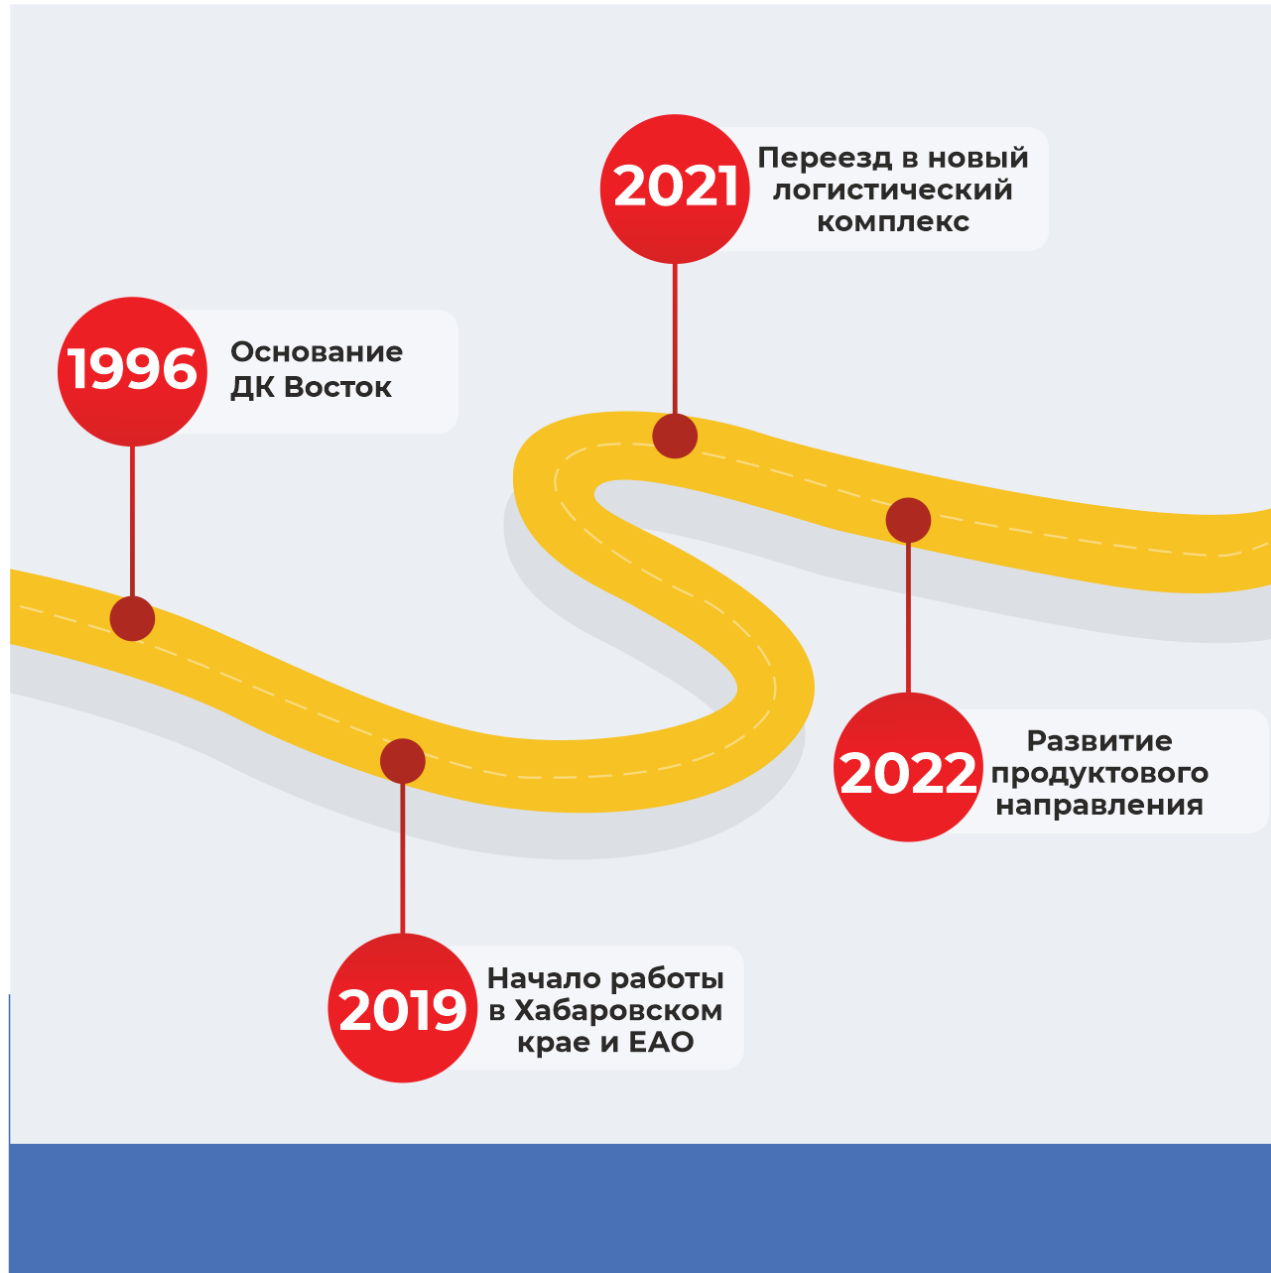 1996
Основание
ДК Восток
2019
Начало работы
в Хабаровском
крае и ЕАО
2021
Переезд в новый
логистический
комплекс
2022
Развитие
продуктового
направления